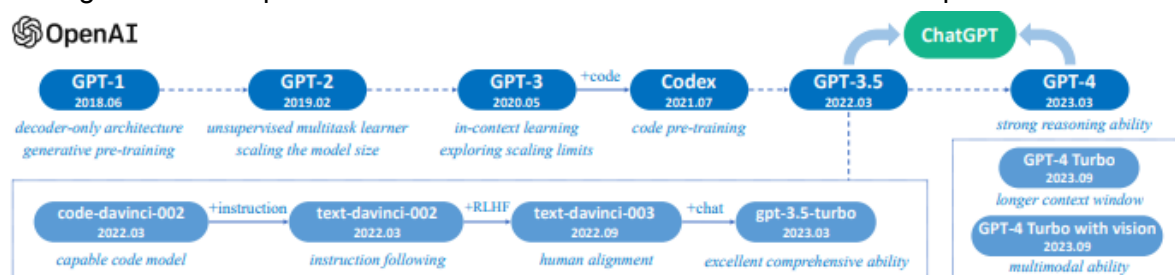 OpenAI
ChatGPT
GPT-1
2018.06
GPT-2
2019.02
GPT-3
2020.05
+code
Codex
2021.07
GPT-3.5
2022.03
GPT-4
2023.03
decoder-only architecture
generative pre-training
unsupervised multitask learner
scaling the model size
in-context learning
exploring scaling limits
code pre-training
strong reasoning ability
code-davinci-002
2022.03
+instruction
text-davinci-002
2022.03
+RLHF
text-davinci-003
2022.09
+chat
gpt-3.5-turbo
2023.03
capable code model
instruction following
human alignment
excellent comprehensive ability
GPT-4 Turbo
2023.09
longer context window
GPT-4 Turbo with vision
2023.09
multimodal ability